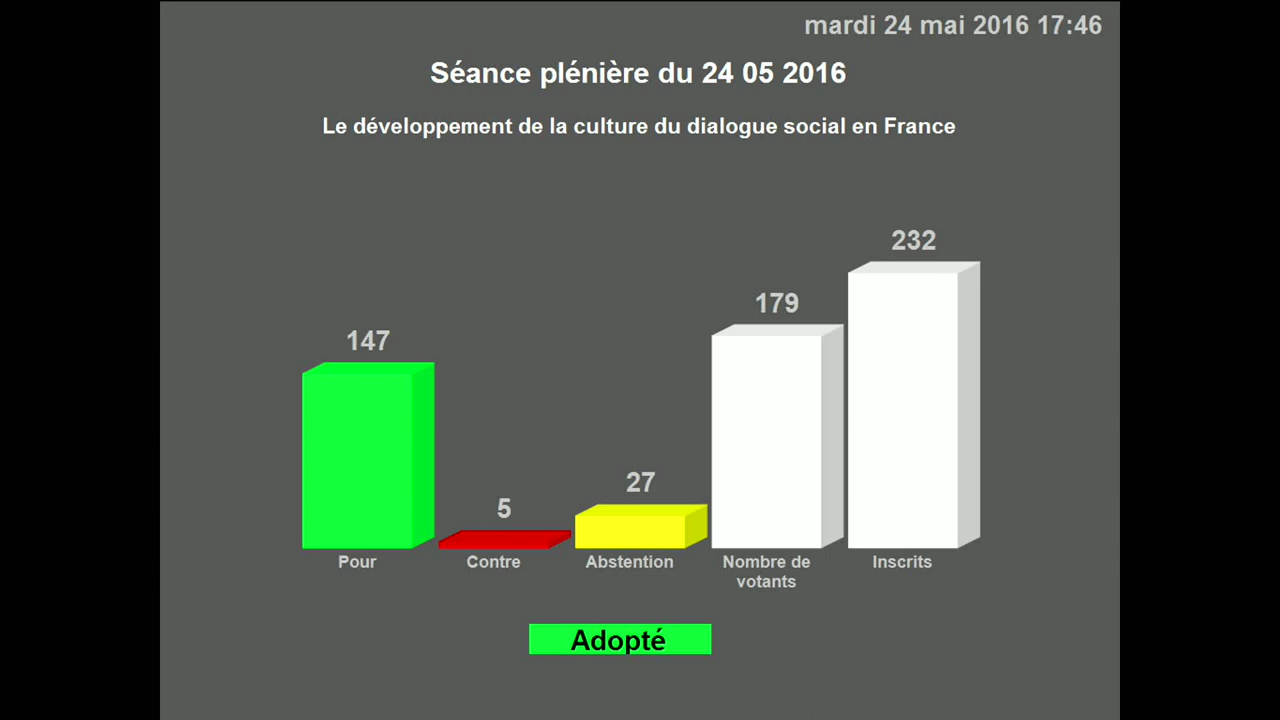 mardi 24 mai 2016 17:46
Séance plénière du 24 05 2016
Le développement de la culture du dialogue social en France
232
179
147
27
5
Pour
Contre
Abstention
Nombre de
votants
Inscrits
Adopté